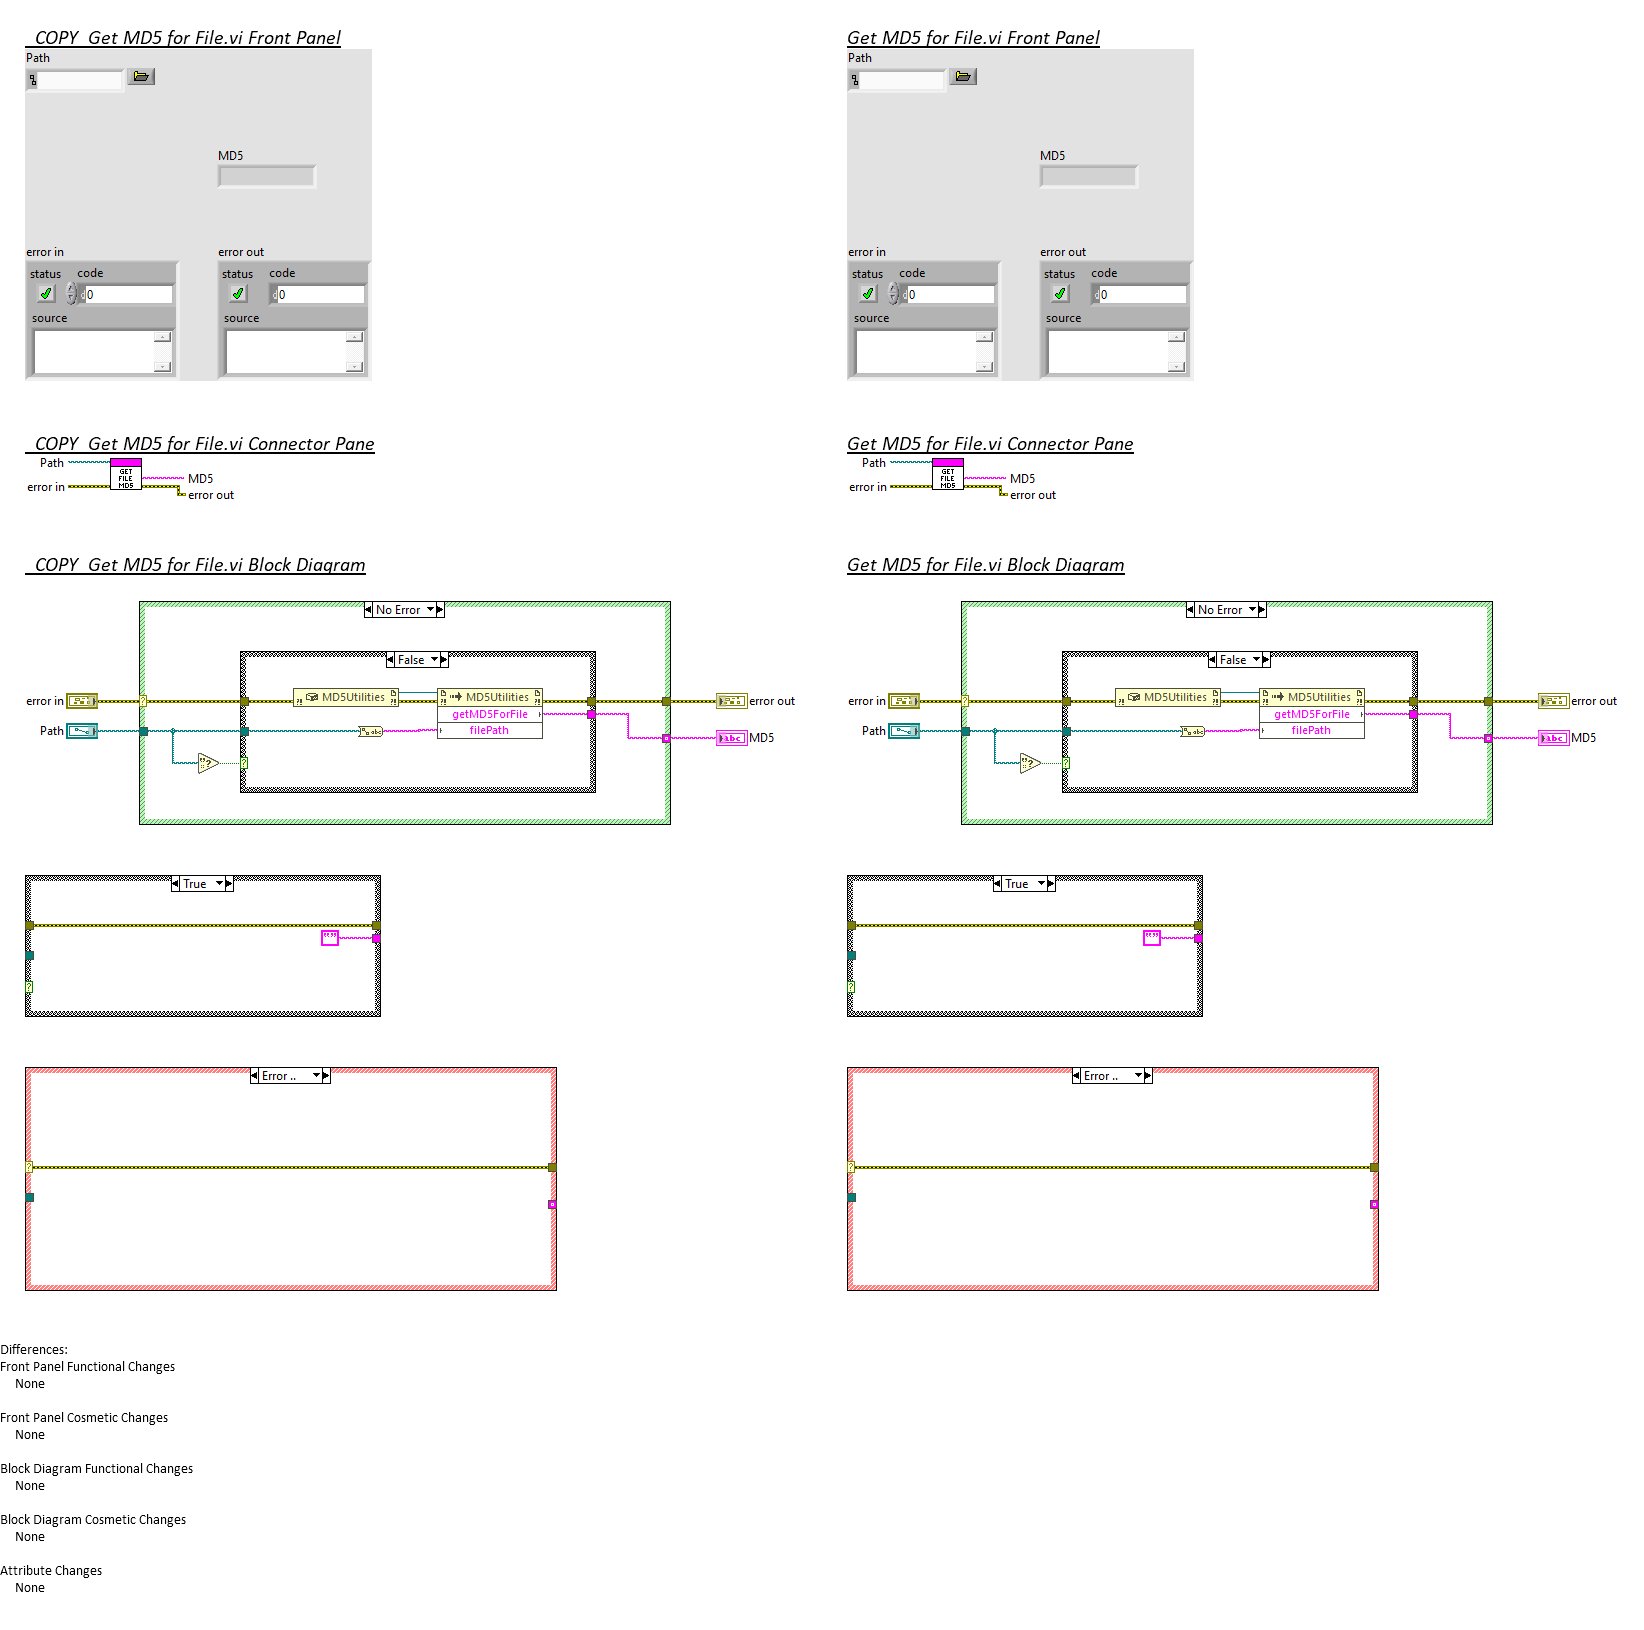 _COPY_Get MD5 for File.vi Front Panel
Path
MD5
error in
error out
status code
0
source
status code
0
source
Get MD5 for File.vi Front Panel
Path
MD5
error in
error out
status code
0
source
status code
0
source
_COPY_Get MD5 for File.vi Connector Pane
Path
error in
GET
FILE
MD5
MD5
error out
Get MD5 for File.vi Connector Pane
Path
error in
GET
FILE
MD5
MD5
error out
_COPY_Get MD5 for File.vi Block Diagram
No Error
False
error in
Path
?
MD5Utilities
MD5Utilities
getMD5ForFile
filePath
abc
?
?
error out
abc
MD5
True
?
Error ..
?
Get MD5 for File.vi Block Diagram
No Error
False
error in
Path
?
MD5Utilities
MD5Utilities
getMD5ForFile
filePath
abc
?
?
error out
abc
MD5
True
?
Error ..
?
Differences:
Front Panel Functional Changes
None
Front Panel Cosmetic Changes
None
Block Diagram Functional Changes
None
Block Diagram Cosmetic Changes
None
Attribute Changes
None